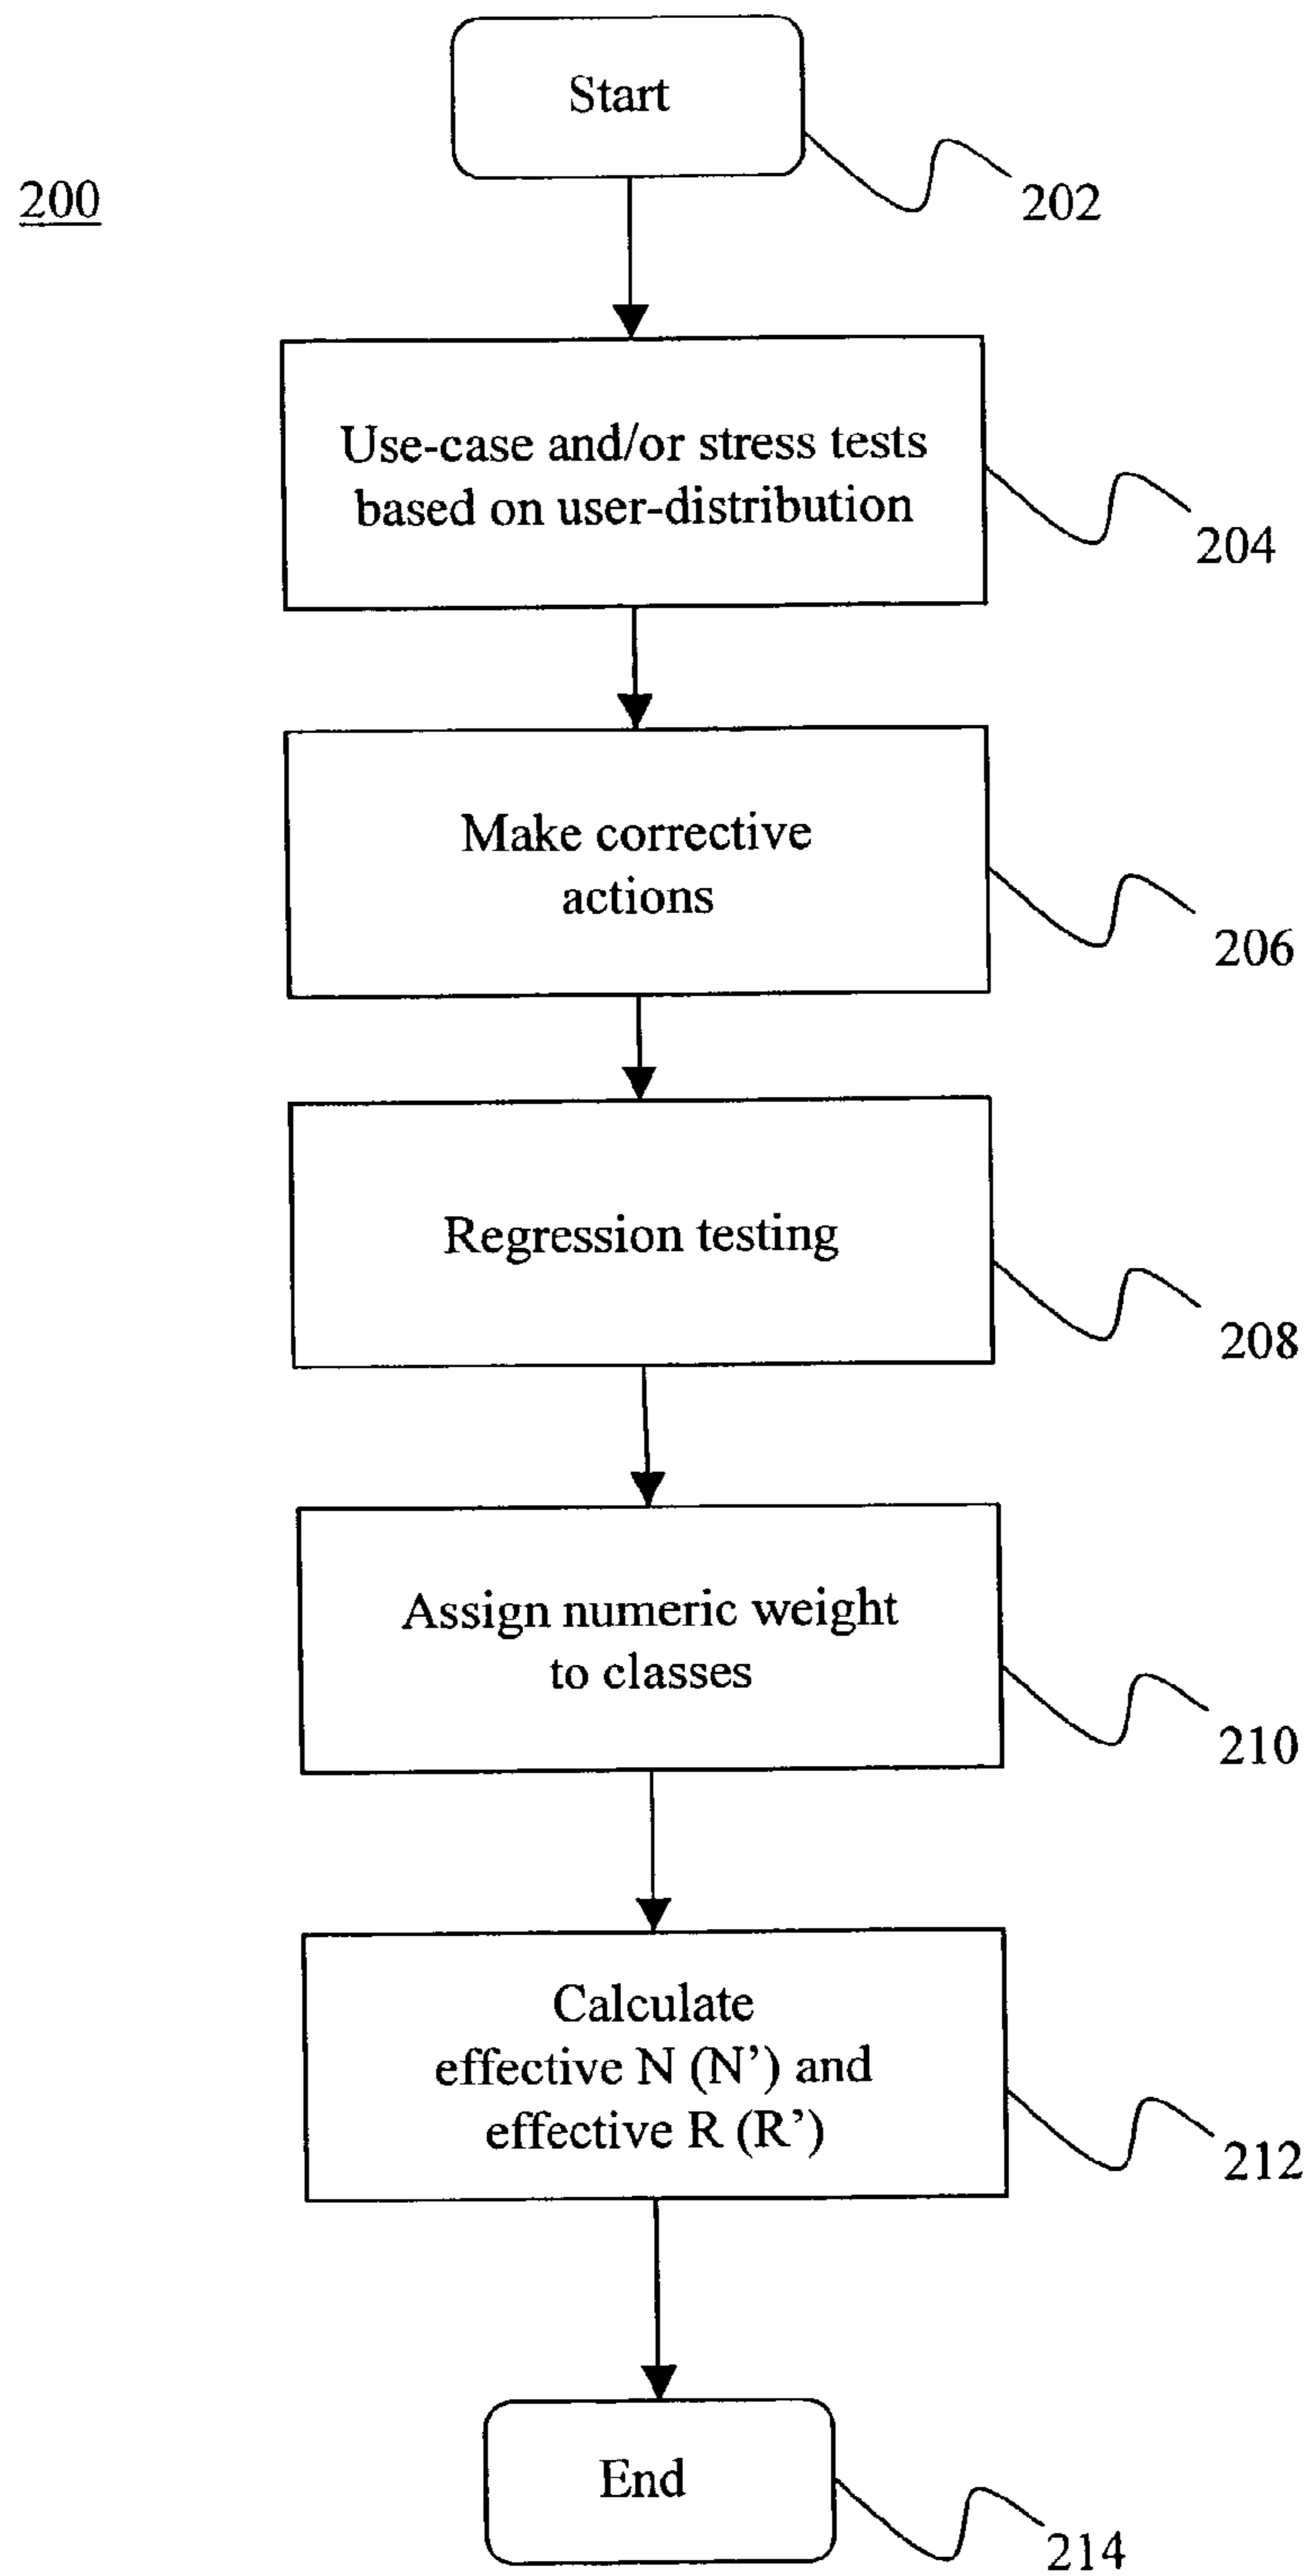 Start
200
202
Use-case and/or stress tests
based on user-distribution
204
Make corrective
actions
206
Regression testing
208
Assign numeric weight
to classes
210
Calculate
effective N (N’) and
effective R (R’)
212
End
214